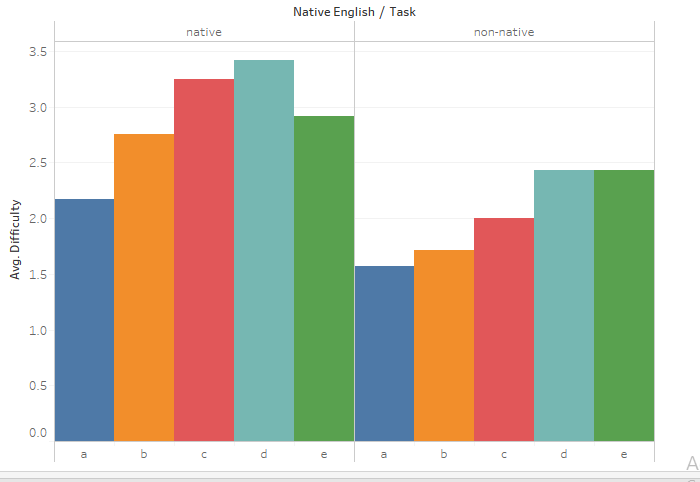 Native English / Task
native
non-native
3.5
3.0
2.5
2.0
1.5
1.0
0.5
0.0
Avg. Difficulty
a b c d e a b c d e
A